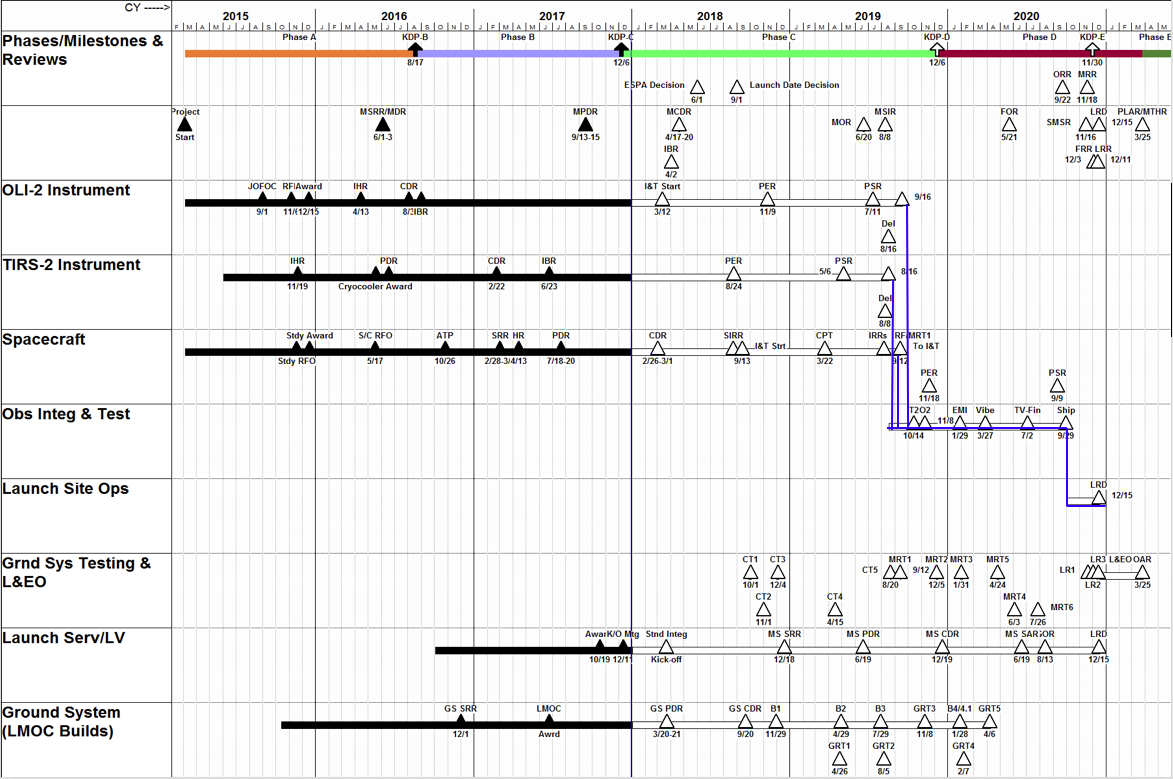 CY ----->
2015 2016 2017 2018 2019 2020
F M A M J J A S O N D J F M A M J J A S O N D J F M A M J J A S O N D J F M A M J J A S O N D J F M A M J J A S O N D J F M A M J J A S O N D J F M A M
Phases/Milestones &
Reviews
Phase A KDP-B Phase B KDP-C Phase C KDP-D Phase D KDP-E Phase E
8/17 12/6 12/6 11/30
ESPA Decision Launch Date Decision ORR MRR
6/1 9/1 9/22 11/18
Project MSRR/MDR MPDR MCDR MOR MSIR FOR SMSR LRD 12/15 PLAR/MTHR
Start 6/1-3 9/13-15 4/17-20 6/20 8/8 5/21 11/16 3/25
IBR FRR LRR
4/2 12/3 12/11
OLI-2 Instrument
JOFOC Award IHR CDR I&T Start PER PSR 9/16
9/1 12/15 4/13 IBR 3/12 11/9 7/11
Del
8/16
TIRS-2 Instrument
IHR PDR CDR IBR PER 5/6 PSR 8/16
11/19 Cryocooler Award 2/22 6/23 8/24
Del
8/8
Spacecraft
Stdy Award S/C RFO ATP SRR HR PDR CDR SIRR I&T Strt CPT IRRs MRT1
To I&T
Stdy RFO 5/17 10/26 4/13 7/18-20 2/26-3/1 9/13 3/22 9/12
PER PSR
11/18 9/9
Obs Integ & Test
T2O2 11/8 EMI Vibe TV-Fin Ship
10/14 1/29 3/27 7/2 9/29
Launch Site Ops
LRD 12/15
Grnd Sys Testing &
L&EO
CT1 CT3 CT5 MRT1 9/12 MRT2 MRT3 MRT5 LR1 LR3 L&EO OAR
10/1 12/4 8/20 12/5 1/31 4/24 LR2 3/25
CT2 CT4 MRT4 MRT6
11/1 4/15 6/3 7/26
Launch Serv/LV
K/O Mtg Stnd Integ MS SRR MS PDR MS CDR LRD
10/19 12/11 Kick-off 12/18 6/19 12/19 6/19 8/13 12/15
Ground System
(LMOC Builds)
GS SRR LMOC GS PDR GS CDR B1 B2 B3 GRT3 B4/4.1 GRT5
12/1 Awrd 3/20-21 9/20 11/29 4/29 7/29 11/8 1/28 4/6
GRT1 GRT2 GRT4
4/26 8/5 2/7